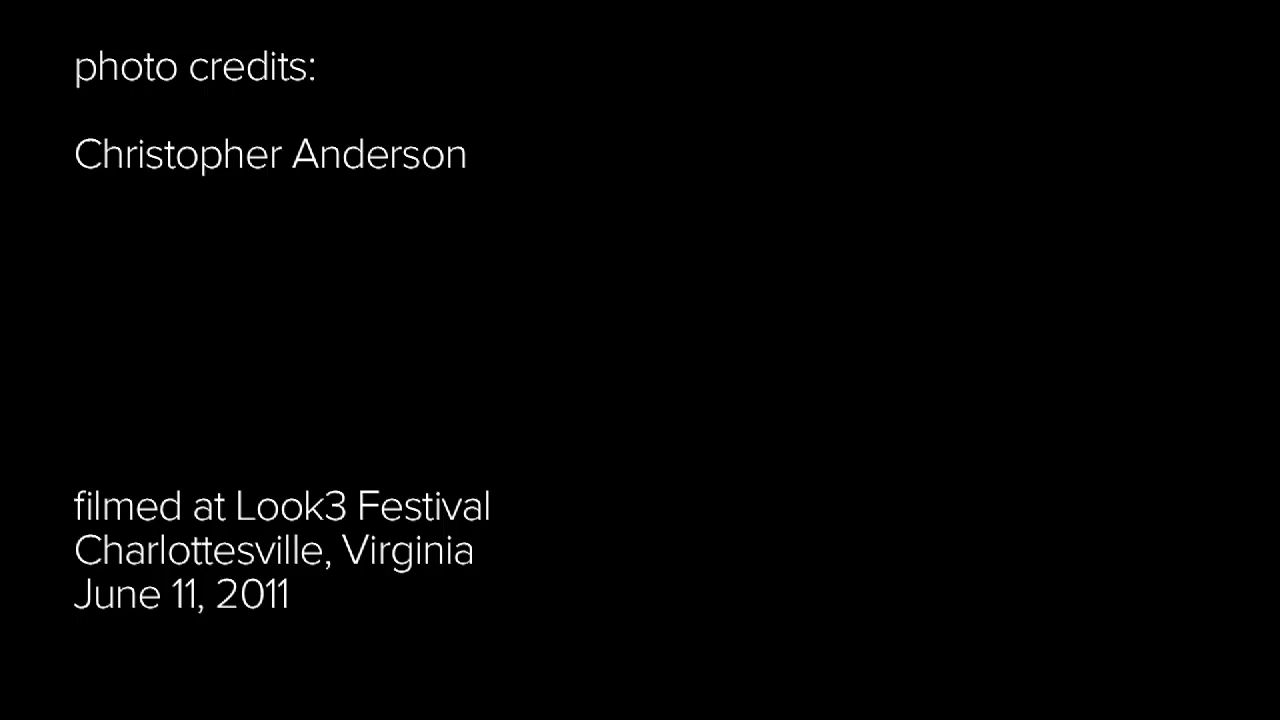 photo credits:
Christopher Anderson
filmed at Look3 Festival
Charlottesville, Virginia
June 11, 2011